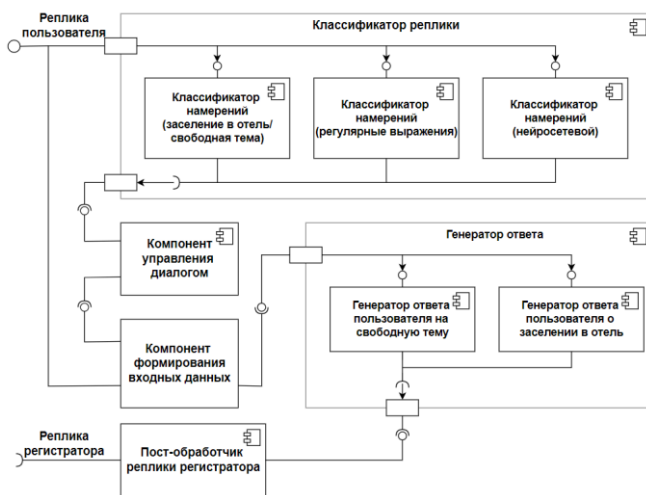 Реплика
пользователя
Классификатор реплики
Классификатор
намерений
(заселение в отель/
свободная тема)
Классификатор
намерений
(регулярные выражения)
Классификатор
намерений
(нейросетевой)
Компонент
управления
диалогом
Генератор ответа
Генератор ответа
пользователя на
свободную тему
Генератор ответа
пользователя о
заселении в отель
Компонент
формирования
входных данных
Реплика
регистратора
Пост-обработчик
реплики регистратора